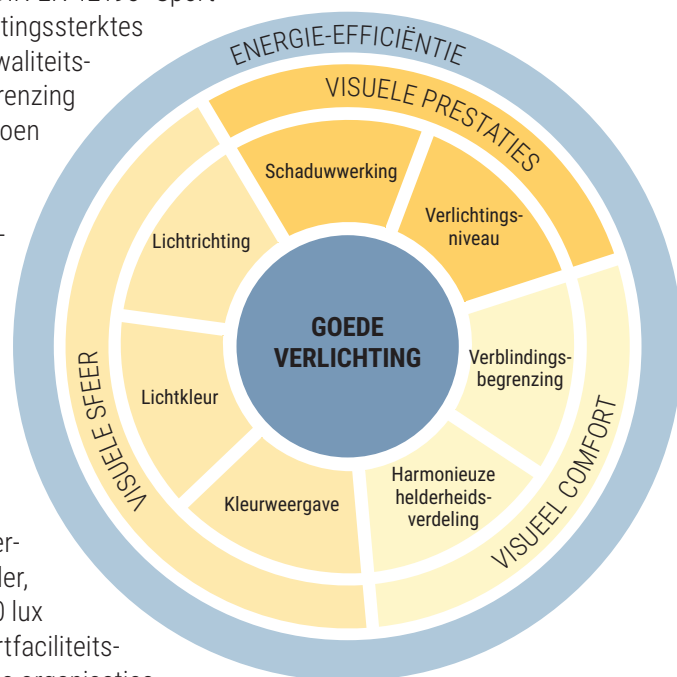 tingssterktes
waliteits-
renzing
oen
er-
ler,
0 lux
rtfaciliteits-
ENERGIE-EFFICIËNTIE
VISUELE PRESTATIES
Schaduwwerking
Verlichtings-
niveau
Lichtrichting
GOEDE
VERLICHTING
Verblindings-
begrenzing
Lichtkleur
VISUELE SFEER
Harmonieuze
helderheids-
verdeling
Kleurweergave
VISUEEL COMFORT